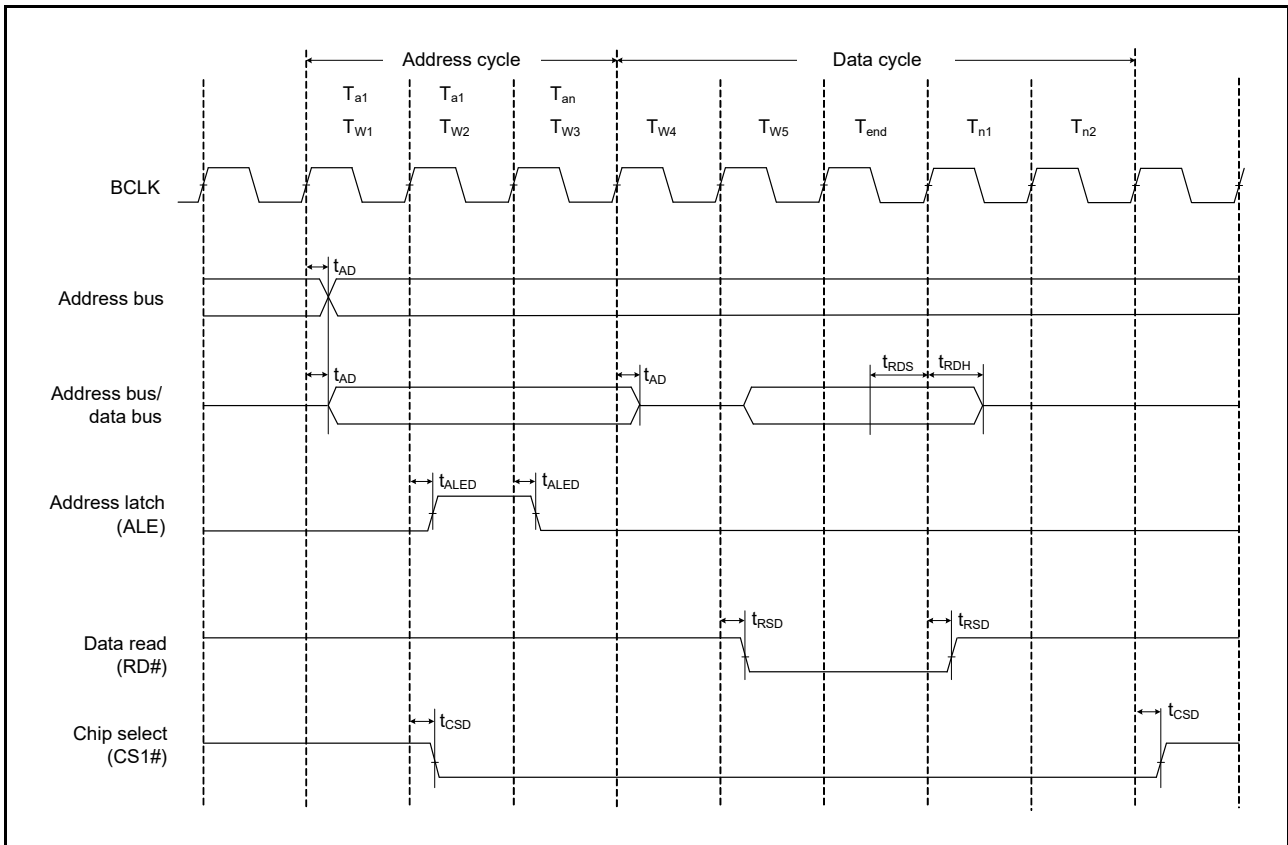 Address cycle
Data cycle
Ta1
Ta1
Tan
TW1
TW2
TW3
TW4
TW5
Tend
Tn1
Tn2
BCLK
tAD
Address bus
tAD
tAD
tRDS
tRDH
Address bus/
data bus
tALED
tALED
Address latch
(ALE)
tRSD
tRSD
Data read
(RD#)
tCSD
tCSD
Chip select
(CS1#)